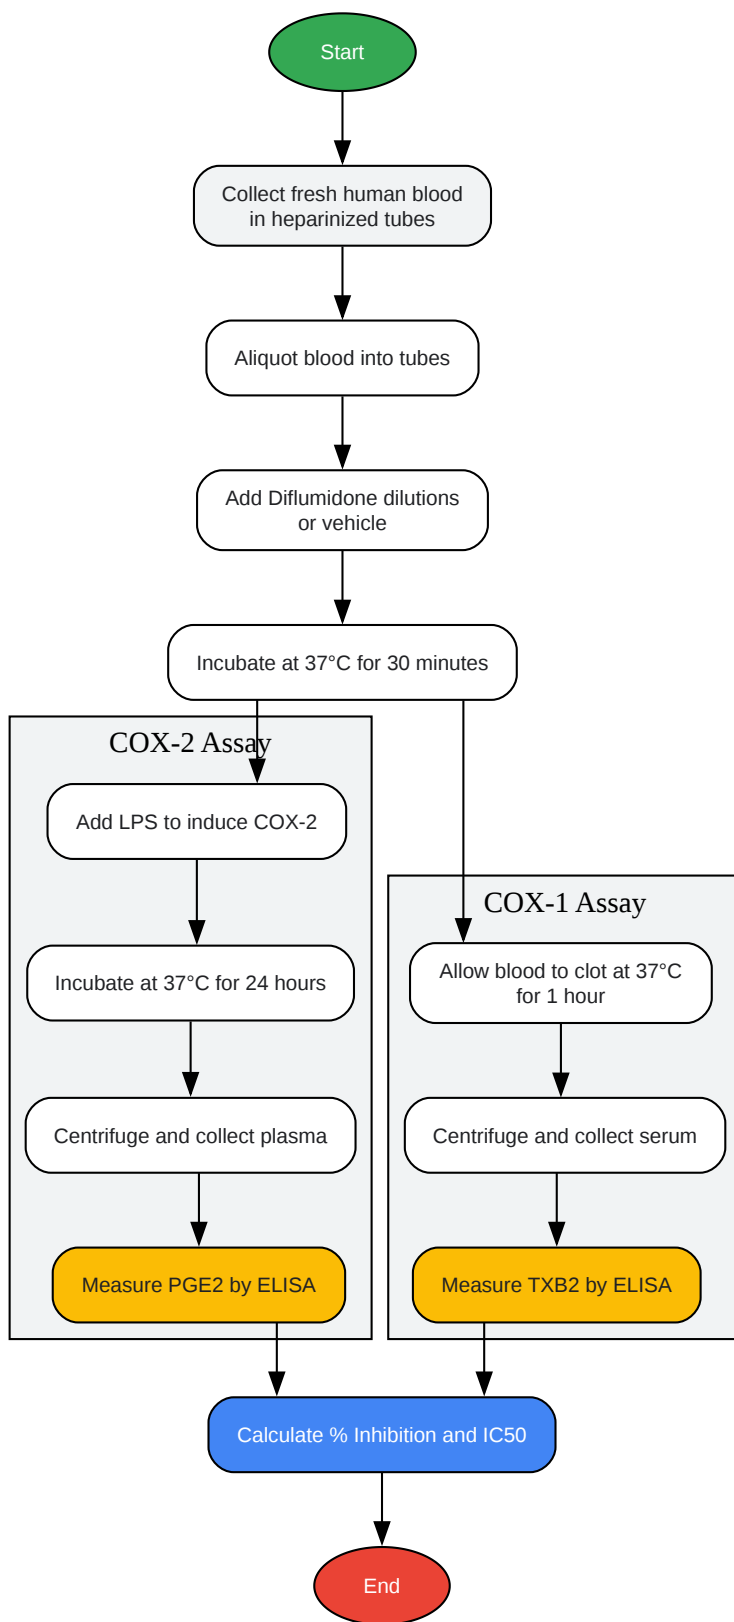 Start
Collect fresh human blood
in heparinized tubes
Aliquot blood into tubes
Add Diflumidone dilutions
or vehicle
Incubate at 37°C for 30 minutes
COX-2 Assay
Add LPS to induce COX-2
Incubate at 37°C for 24 hours
Centrifuge and collect plasma
Measure PGE2 by ELISA
COX-1 Assay
Allow blood to clot at 37°C
for 1 hour
Centrifuge and collect serum
Measure TXB2 by ELISA
Calculate % Inhibition and IC50
End